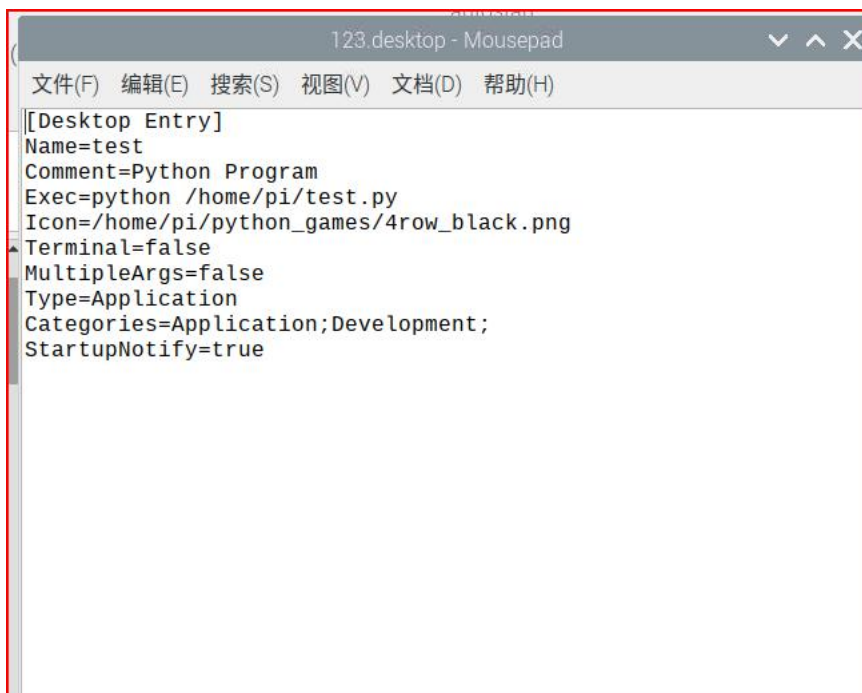 123.desktop - Mousepad
文件(F) 编辑(E) 搜索(S) 视图(V) 文档(D) 帮助(H)
[Desktop Entry]
Name=test
Comment=Python Program
Exec=python /home/pi/test.py
Icon=/home/pi/python_games/4row_black.png
Terminal=false
MultipleArgs=false
Type=Application
Categories=Application;Development;
StartupNotify=true